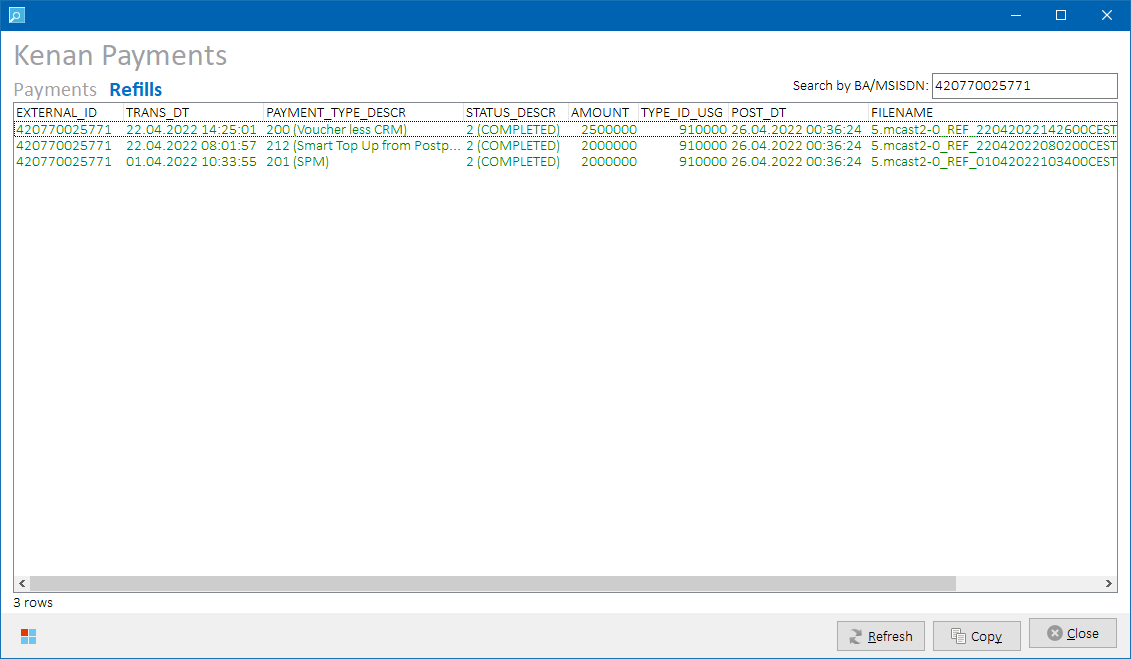 Kenan Payments
Payments Refills
Search by BA/MSISDN: 420770025771
EXTERNAL_ID TRANS_DT PAYMENT_TYPE_DESCR STATUS_DESCR AMOUNT TYPE_ID_USG POST_DT FILENAME
420770025771 22.04.2022 14:25:01 200 (Voucher less CRM) 2 (COMPLETED) 2500000 910000 26.04.2022 00:36:24 5.mcast2-0_REF_22042022142600CEST
420770025771 22.04.2022 08:01:57 212 (Smart Top Up from Postp... 2 (COMPLETED) 2000000 910000 26.04.2022 00:36:24 5.mcast2-0_REF_22042022080200CEST
420770025771 01.04.2022 10:33:55 201 (SPM) 2 (COMPLETED) 2000000 910000 26.04.2022 00:36:24 5.mcast2-0_REF_01042022103400CEST
3 rows
Refresh Copy Close